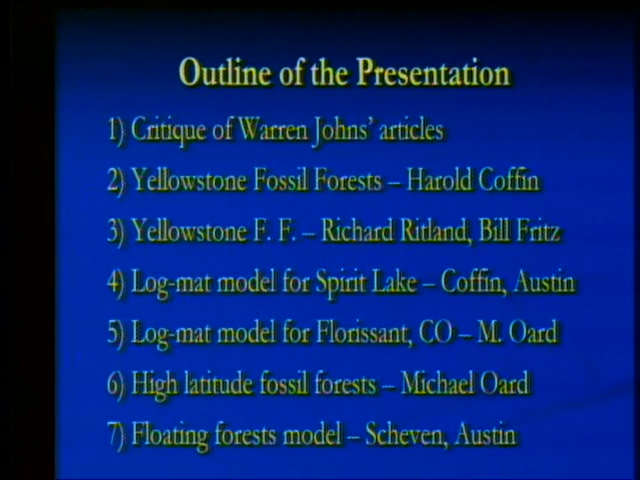 Outline of the Presentation
1) Critique of Warren Johns' articles
2) Yellowstone Fossil Forests – Harold Coffin
3) Yellowstone F. F. – Richard Ritland, Bill Fritz
4) Log-mat model for Spirit Lake – Coffin, Austin
5) Log-mat model for Florissant, CO – M. Oard
6) High latitude fossil forests – Michael Oard
7) Floating forests model – Scheven, Austin